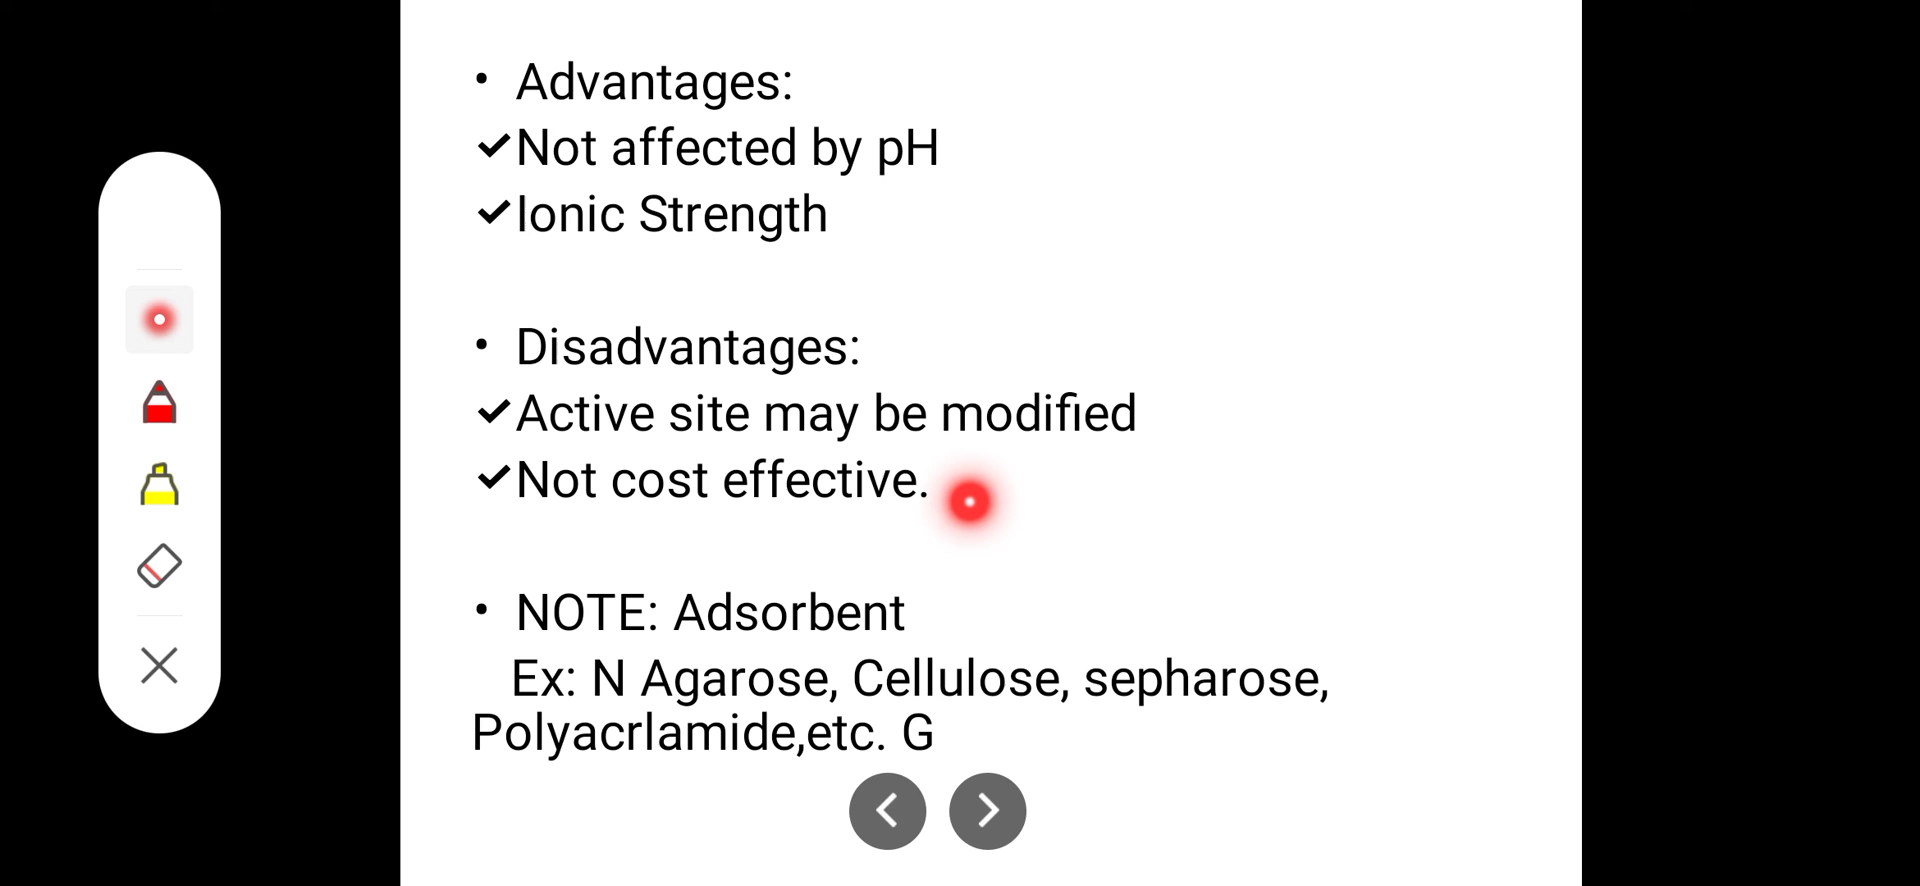 • Advantages:
✓Not affected by pH
✓Ionic Strength
• Disadvantages:
✓Active site may be modified
✓Not cost effective.
• NOTE: Adsorbent
Ex: N Agarose, Cellulose, sepharose,
Polyacrlamide,etc. G